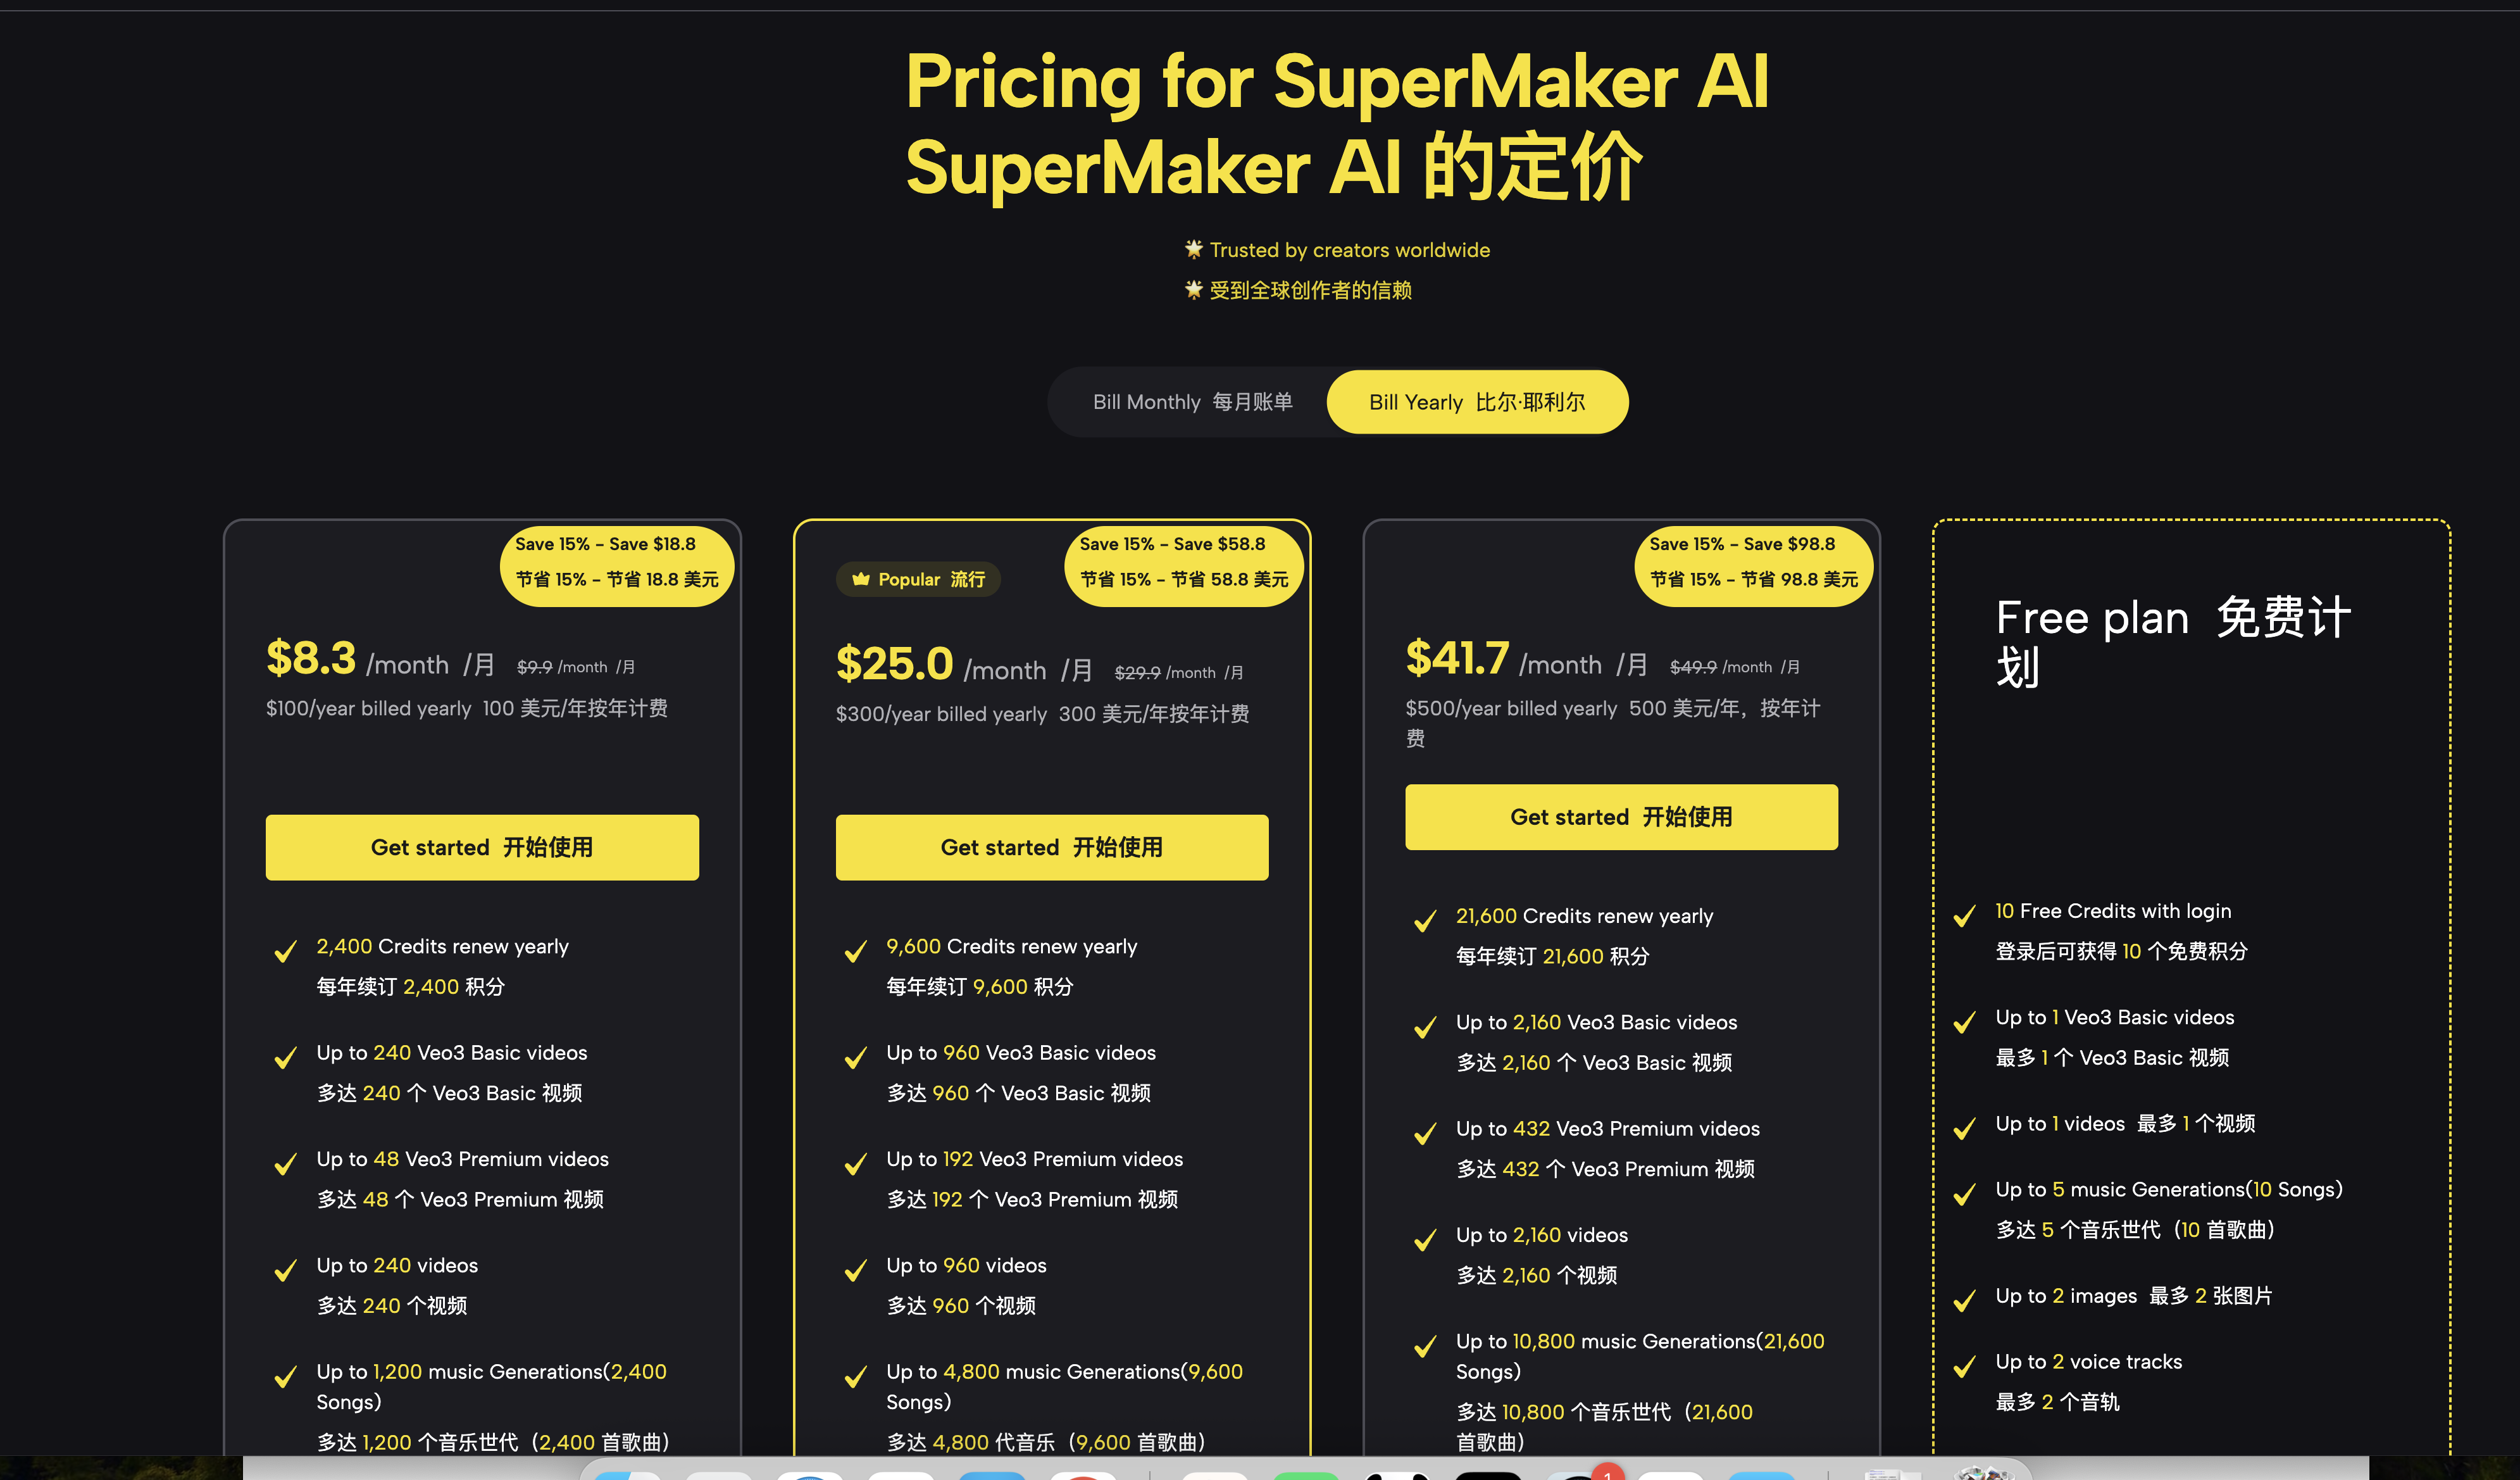 Pricing for SuperMaker AI
SuperMaker AI 的定价
🌟 Trusted by creators worldwide
🌟 受到全球创作者的信赖
Bill Monthly 每月账单
Bill Yearly 比尔·耶利尔
Save 15% – Save $18.8
节省 15% – 节省 18.8 美元
$8.3 /month /月 $9.9 /month /月
$100/year billed yearly 100 美元/年按年计费
Get started 开始使用
2,400 Credits renew yearly
每年续订 2,400 积分
Up to 240 Veo3 Basic videos
多达 240 个 Veo3 Basic 视频
Up to 48 Veo3 Premium videos
多达 48 个 Veo3 Premium 视频
Up to 240 videos
多达 240 个视频
Up to 1,200 music Generations(2,400
Songs)
多达 1,200 个音乐世代（2,400 首歌曲）
Popular 流行
Save 15% – Save $58.8
节省 15% – 节省 58.8 美元
$25.0 /month /月 $29.9 /month /月
$300/year billed yearly 300 美元/年按年计费
Get started 开始使用
9,600 Credits renew yearly
每年续订 9,600 积分
Up to 960 Veo3 Basic videos
多达 960 个 Veo3 Basic 视频
Up to 192 Veo3 Premium videos
多达 192 个 Veo3 Premium 视频
Up to 960 videos
多达 960 个视频
Up to 4,800 music Generations(9,600
Songs)
多达 4,800 代音乐（9,600 首歌曲）
Save 15% – Save $98.8
节省 15% – 节省 98.8 美元
$41.7 /month /月 $49.9 /month /月
$500/year billed yearly 500 美元/年，按年计
费
Get started 开始使用
21,600 Credits renew yearly
每年续订 21,600 积分
Up to 2,160 Veo3 Basic videos
多达 2,160 个 Veo3 Basic 视频
Up to 432 Veo3 Premium videos
多达 432 个 Veo3 Premium 视频
Up to 2,160 videos
多达 2,160 个视频
Up to 10,800 music Generations(21,600
Songs)
多达 10,800 个音乐世代（21,600
首歌曲）
Free plan 免费计
划
10 Free Credits with login
登录后可获得 10 个免费积分
Up to 1 Veo3 Basic videos
最多 1 个 Veo3 Basic 视频
Up to 1 videos 最多 1 个视频
Up to 5 music Generations(10 Songs)
多达 5 个音乐世代（10 首歌曲）
Up to 2 images 最多 2 张图片
Up to 2 voice tracks
最多 2 个音轨
1